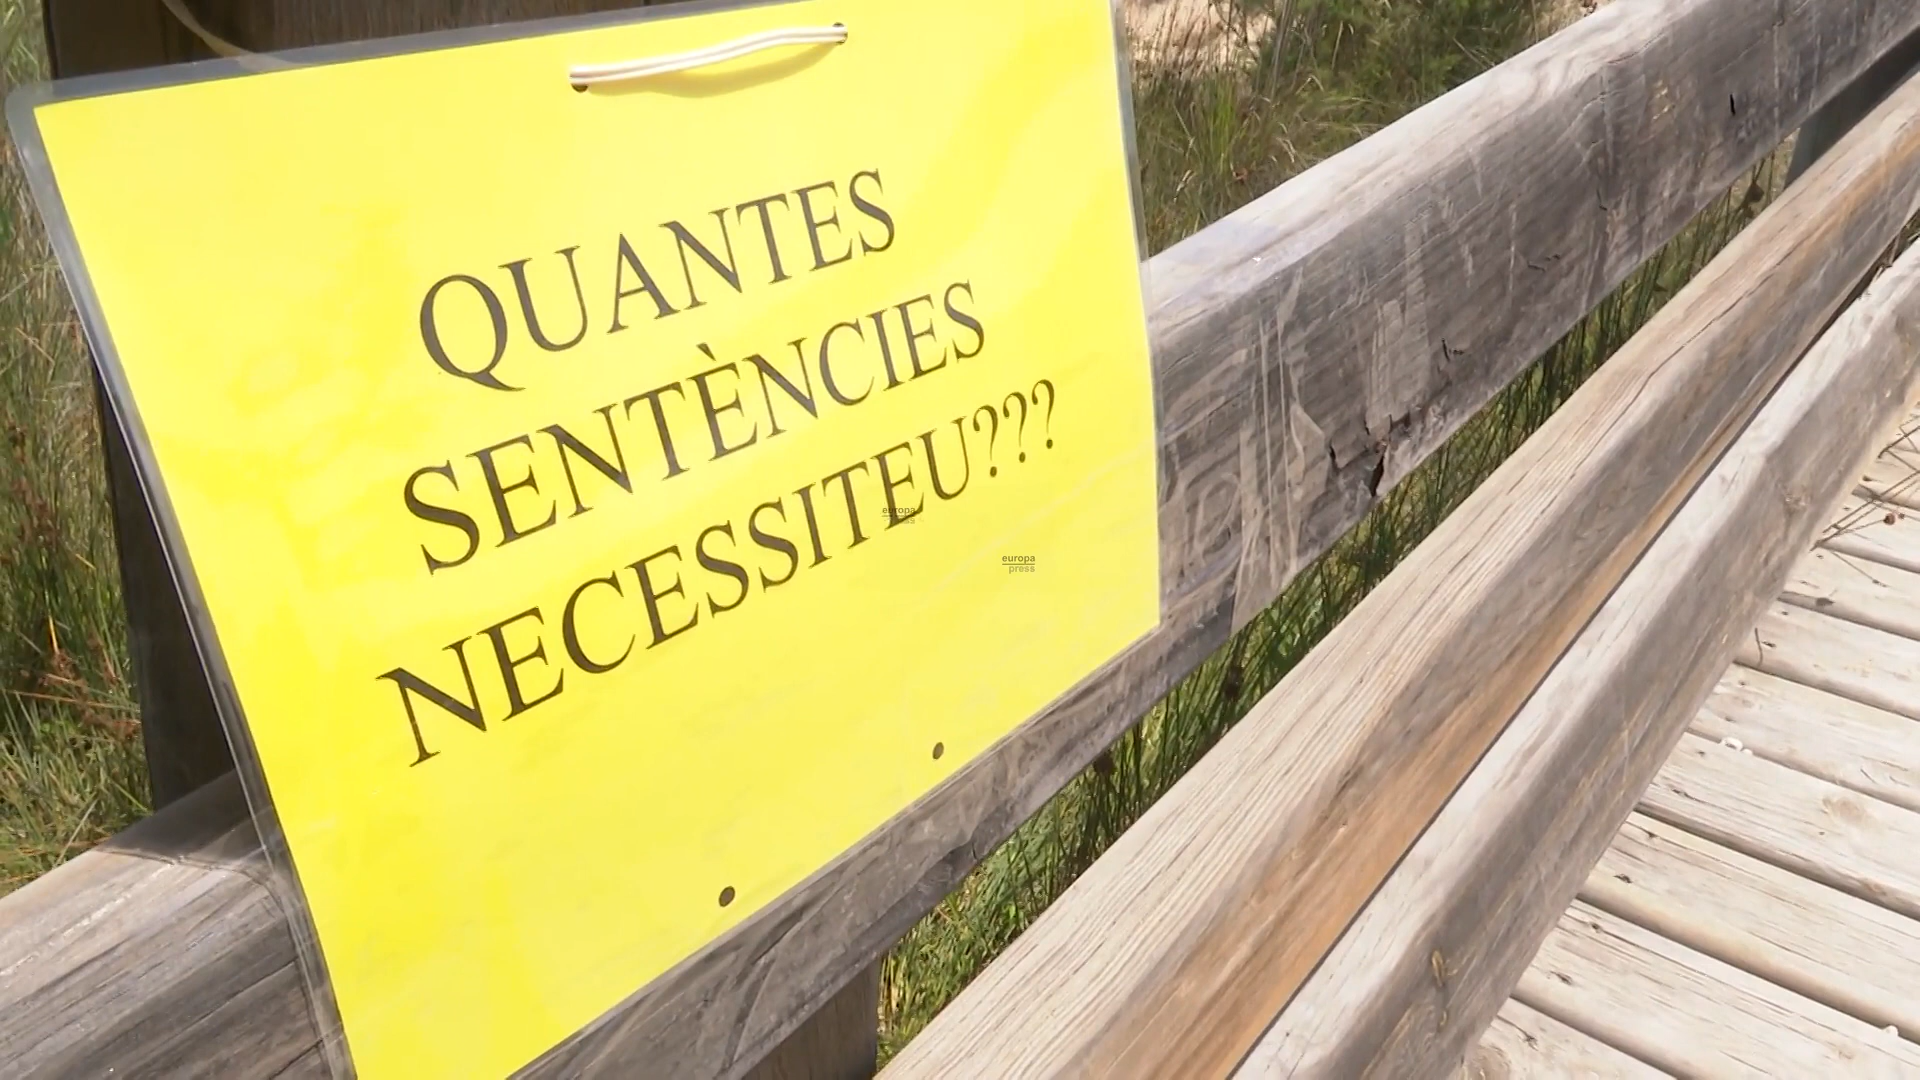 QUANTES
SENTÈNCIES
NECESSITEU???
europa
press
europa
press